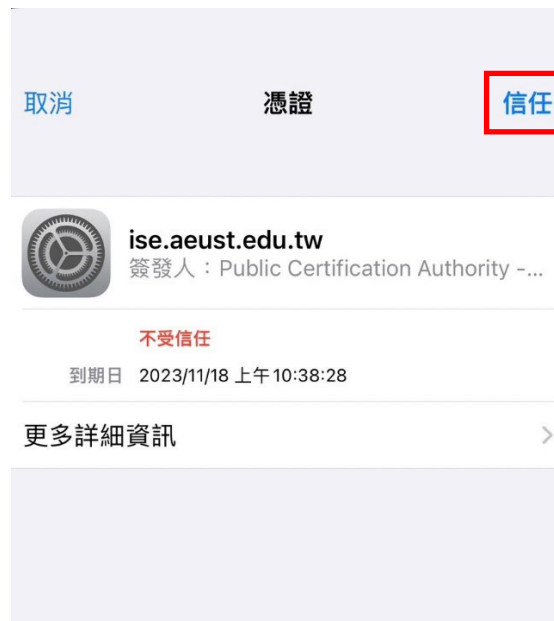 取消 憑證 信任
ise.aeust.edu.tw
簽發人：Public Certification Authority -...
不受信任
到期日 2023/11/18 上午10:38:28
更多詳細資訊